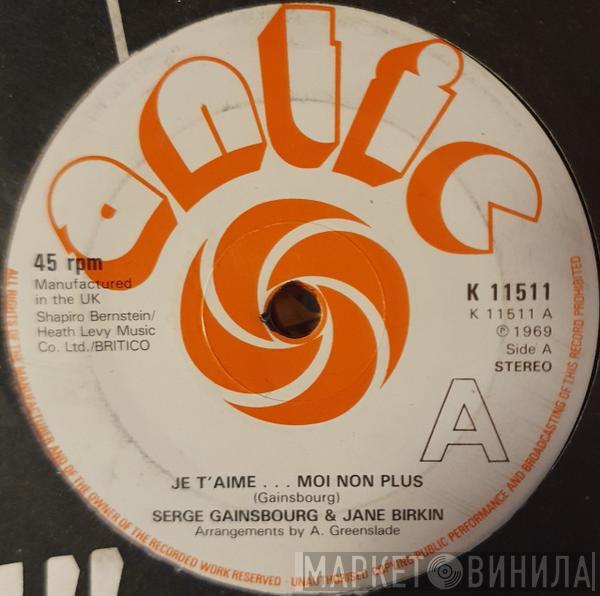 antic
45 rpm
Manufactured
in the UK
Shapiro Bernstein/
Heath Levy Music
Co. Ltd./BRITICO
K 11511
K 11511 A
℗ 1969
Side A
STEREO
A
JE T'AIME . . . MOI NON PLUS
(Gainsbourg)
SERGE GAINSBOURG & JANE BIRKIN
Arrangements by A. Greenslade
ALL RIGHTS OF THE MANUFACTURER AND OF THE OWNER OF THE RECORDED WORK RESERVED - UNAUTHORISED COPYING PUBLIC PERFORMANCE AND BROADCASTING OF THIS RECORD PROHIBITED
МАРКЕТ ВИНИЛА